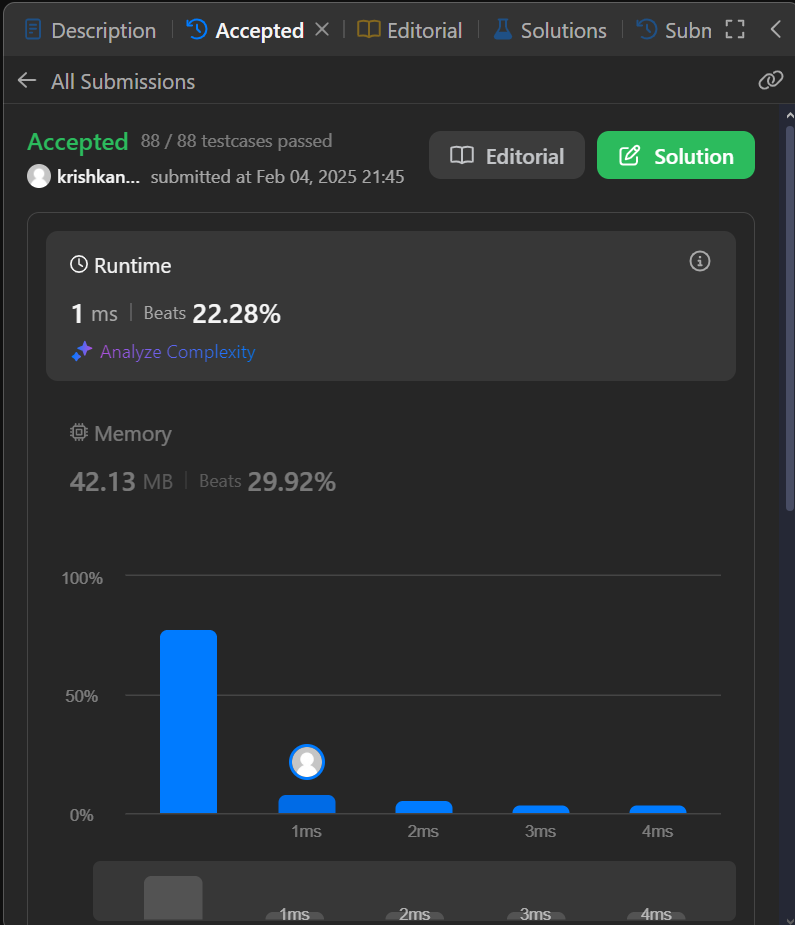 Description Accepted Editorial Solutions Subn
All Submissions
Accepted 88 / 88 testcases passed
krishkan... submitted at Feb 04, 2025 21:45
Editorial Solution
Runtime
1 ms Beats 22.28%
Analyze Complexity
Memory
42.13 MB Beats 29.92%
100%
50%
0%
1ms 2ms 3ms 4ms
1ms 2ms 3ms 4ms